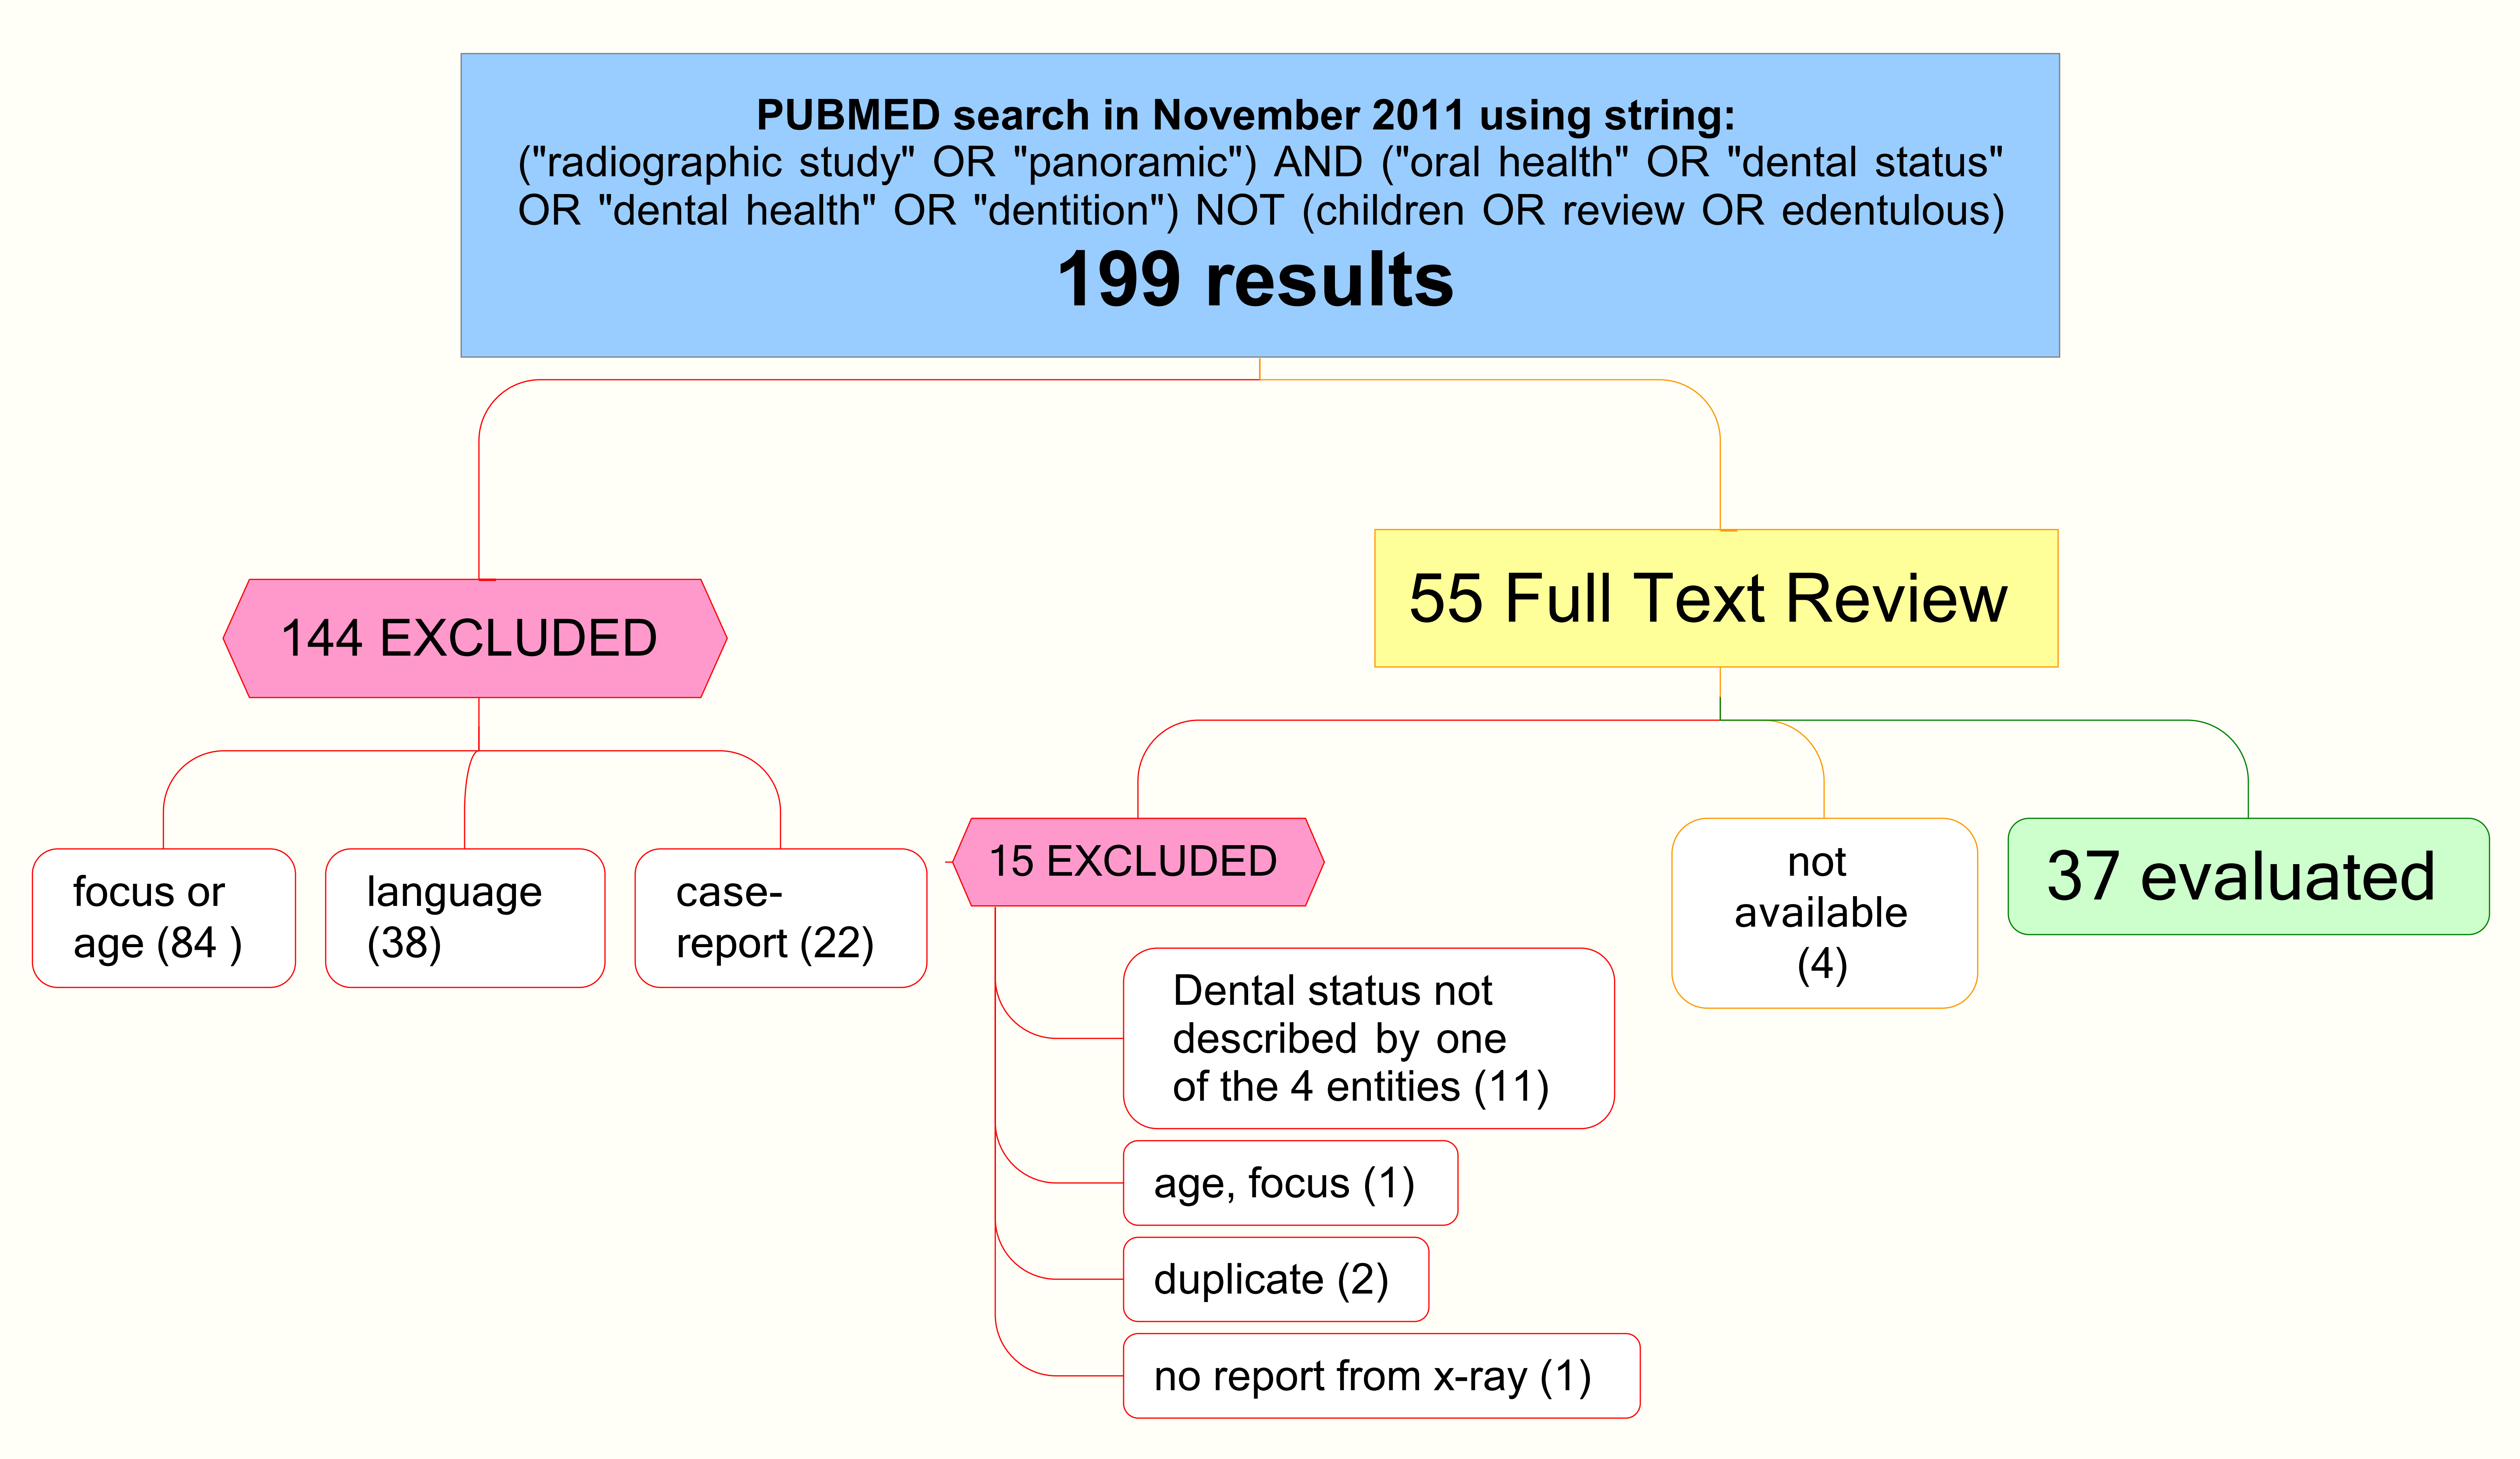 PUBMED search in November 2011 using string:
("radiographic study" OR "panoramic") AND ("oral health" OR "dental status"
OR "dental health" OR "dentition") NOT (children OR review OR edentulous)
199 results
144 EXCLUDED
55 Full Text Review
focus or
age (84 )
language
(38)
case-
report (22)
15 EXCLUDED
not
available
(4)
37 evaluated
Dental status not
described by one
of the 4 entities (11)
age, focus (1)
duplicate (2)
no report from x-ray (1)